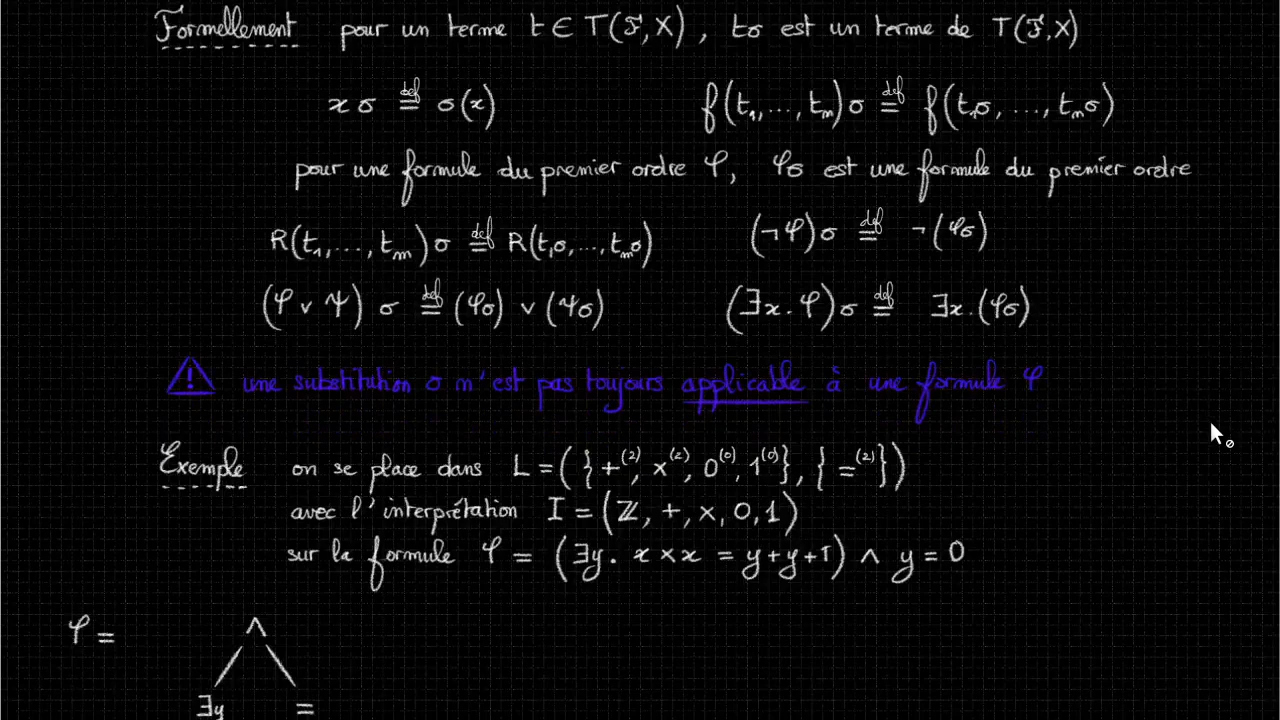 Formellement pour un terme t ∈ T(F, X), tσ est un terme de T(F, X)
xσ ≝ σ(x) f(t₁, ..., tₘ)σ ≝ f(t₁σ, ..., tₘσ)
pour une formule du premier ordre φ, φσ est une formule du premier ordre
R(t₁, ..., tₘ)σ ≝ R(t₁σ, ..., tₘσ) (¬φ)σ ≝ ¬(φσ)
(φ ∨ ψ)σ ≝ (φσ) ∨ (ψσ) (∃x. φ)σ ≝ ∃x. (φσ)
⚠ une substitution σ n'est pas toujours applicable à une formule φ
Exemple on se place dans L = ({+⁽²⁾, ×⁽²⁾, 0⁽⁰⁾, 1⁽⁰⁾}, {=⁽²⁾})
avec l'interprétation I = (ℤ, +, ×, 0, 1)
sur la formule φ = (∃y. x × x = y + y + 1) ∧ y = 0
φ = ∧
∃y =